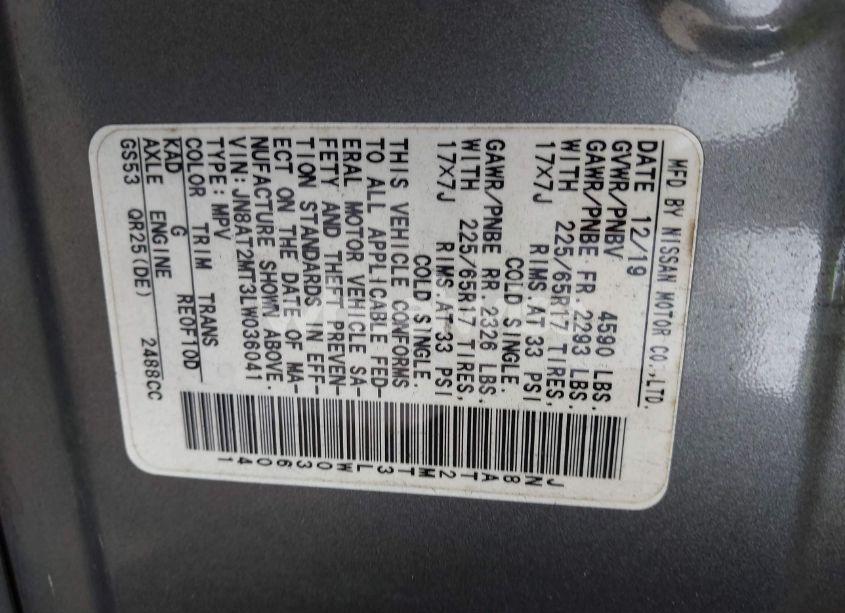 MFD BY NISSAN MOTOR CO.,LTD.
DATE 12/19
GVWR/PNBV 4590 LBS.
GAWR/PNBE FR 2293 LBS.
WITH 225/65R17 TIRES,
17X7J RIMS.AT 33 PSI
COLD SINGLE.
GAWR/PNBE RR 2326 LBS.
WITH 225/65R17 TIRES,
17X7J RIMS.AT 33 PSI
COLD SINGLE.
THIS VEHICLE CONFORMS
TO ALL APPLICABLE FED-
ERAL MOTOR VEHICLE SA-
FETY AND THEFT PREVEN-
TION STANDARDS IN EFF-
ECT ON THE DATE OF MA-
NUFACTURE SHOWN ABOVE.
VIN: JN8AT2MT3LW036041
TYPE: MPV
COLOR TRIM TRANS
KAD G RE0F10D
AXLE ENGINE
GS53 QR25(DE) 2488CC
JN8AT2MT3LW036041